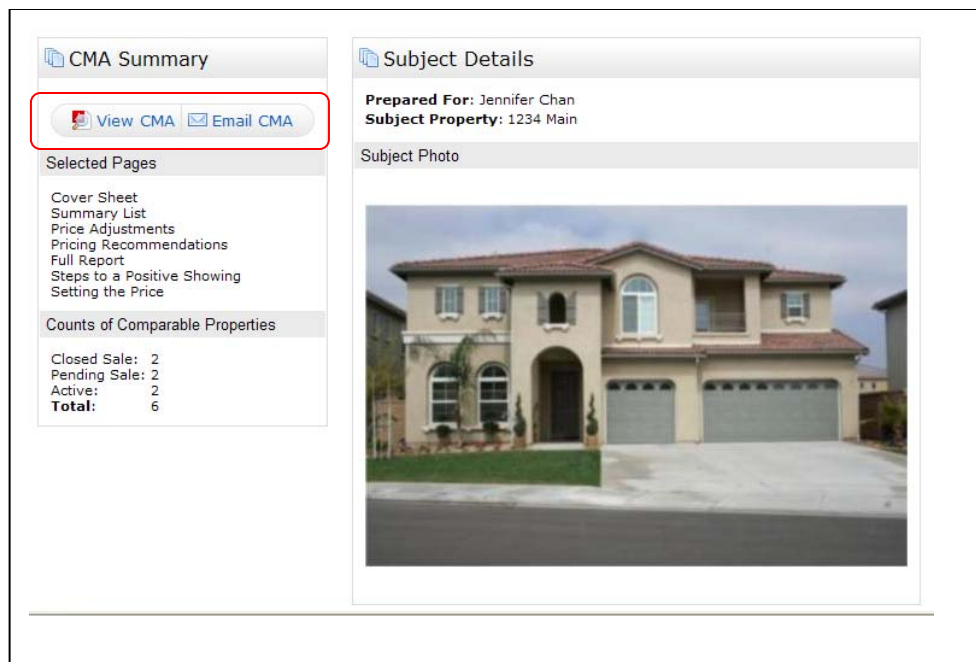 CMA Summary
View CMA Email CMA
Selected Pages
Cover Sheet
Summary List
Price Adjustments
Pricing Recommendations
Full Report
Steps to a Positive Showing
Setting the Price
Counts of Comparable Properties
Closed Sale: 2
Pending Sale: 2
Active: 2
Total: 6
Subject Details
Prepared For: Jennifer Chan
Subject Property: 1234 Main
Subject Photo